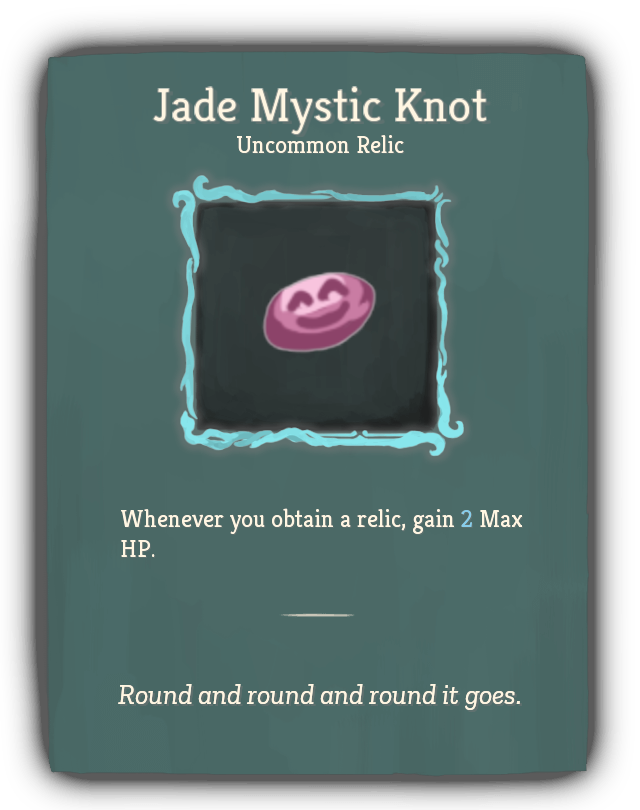 Jade Mystic Knot
Uncommon Relic
Whenever you obtain a relic, gain 2 Max
HP.
Round and round and round it goes.